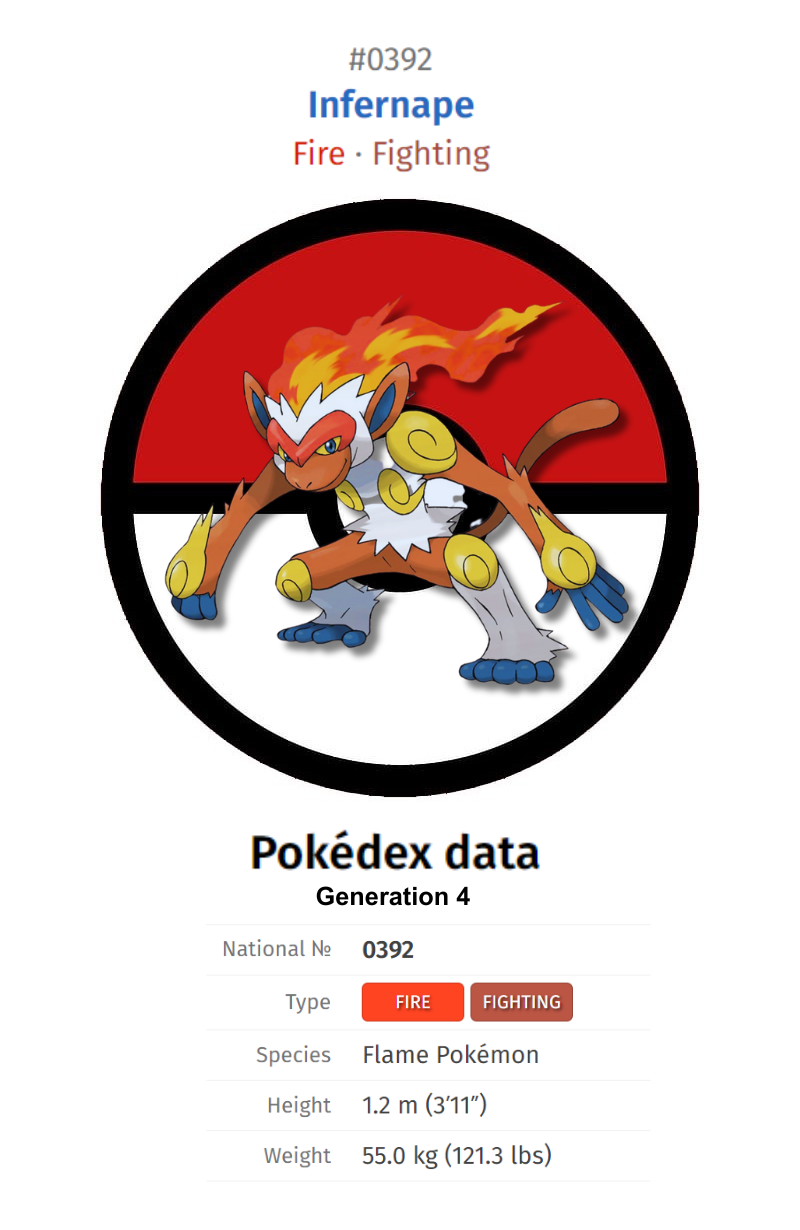 #0392
Infernape
Fire · Fighting
Pokédex data
Generation 4
National № 0392
Type FIRE FIGHTING
Species Flame Pokémon
Height 1.2 m (3′11″)
Weight 55.0 kg (121.3 lbs)